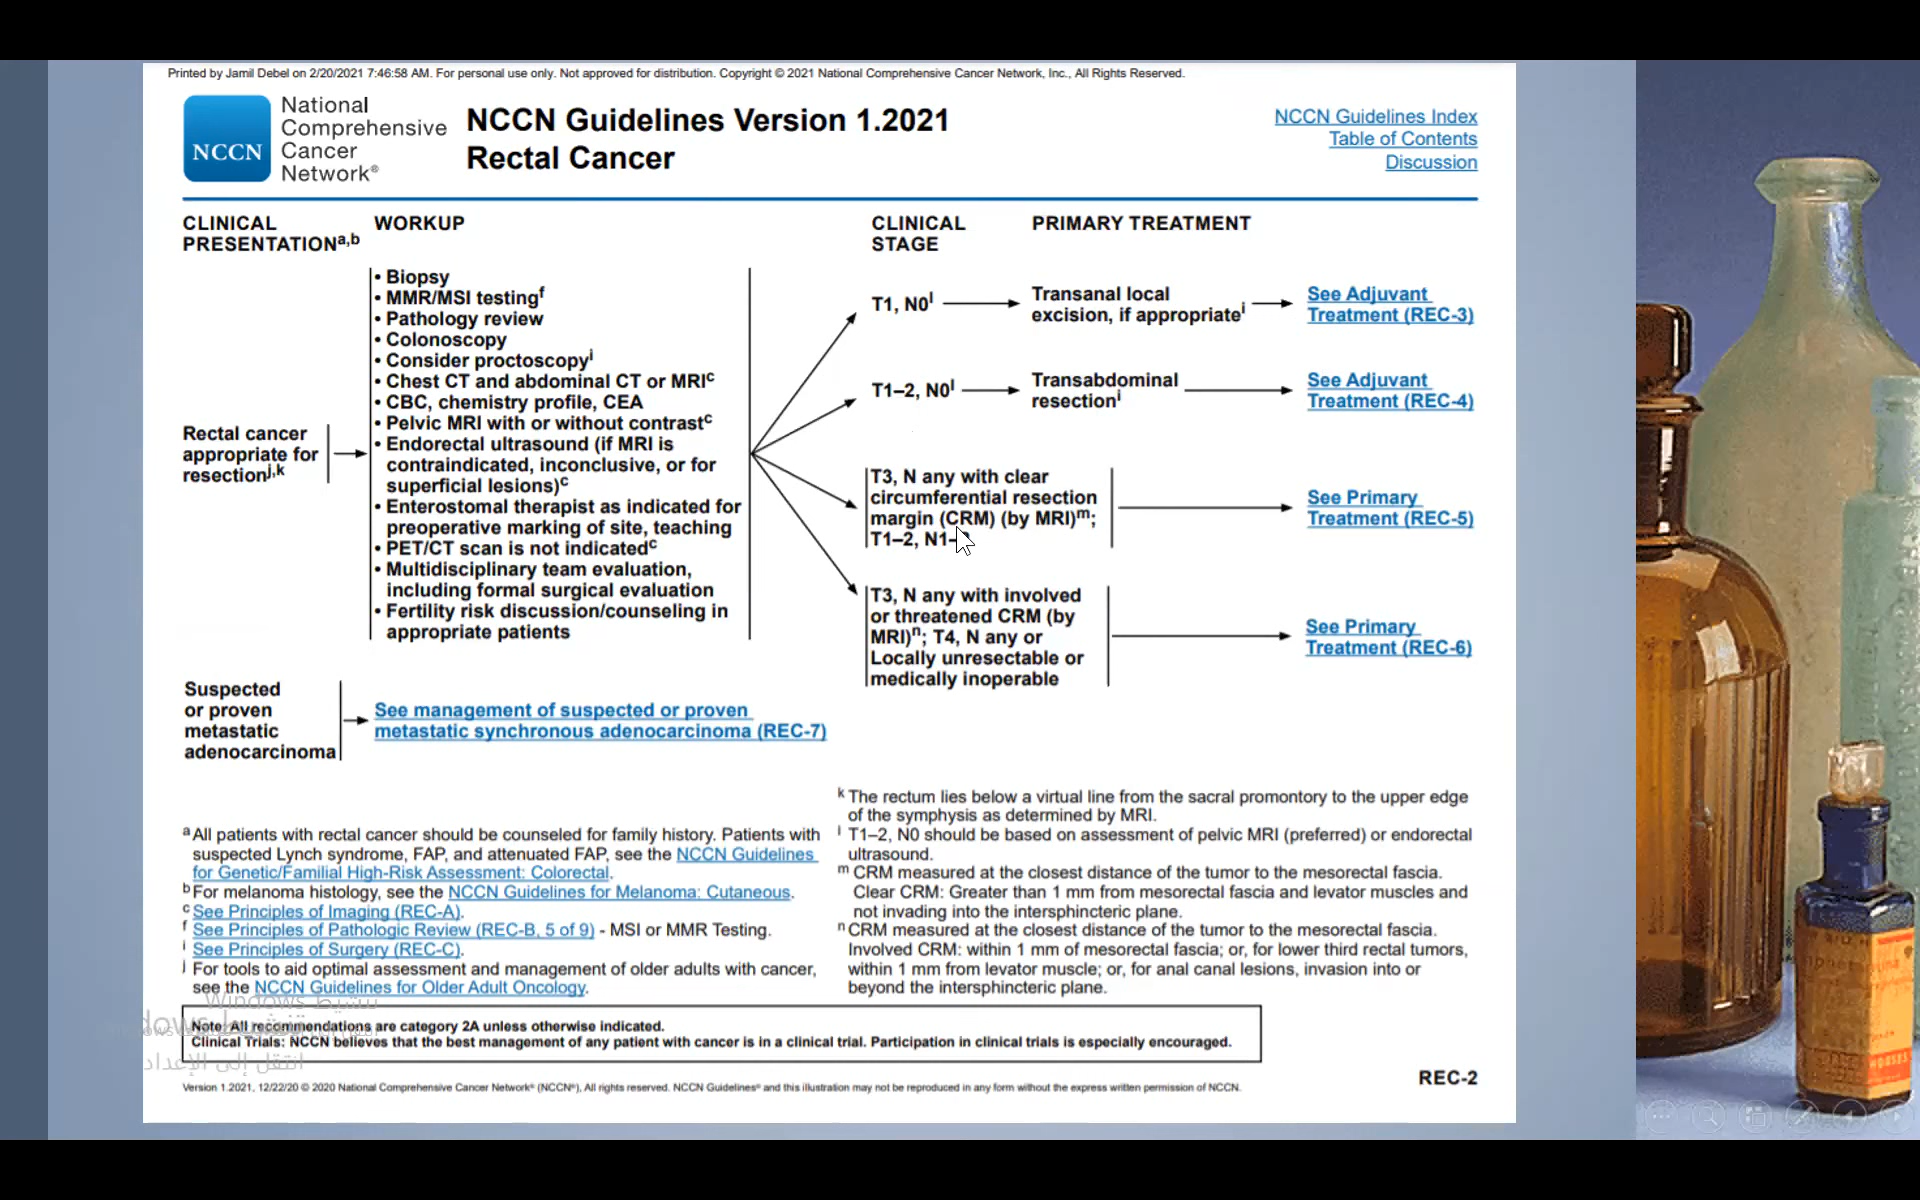 Printed by Jamil Debel on 2/20/2021 7:46:58 AM. For personal use only. Not approved for distribution. Copyright © 2021 National Comprehensive Cancer Network, Inc., All Rights Reserved.
NCCN
National
Comprehensive
Cancer
Network®
NCCN Guidelines Version 1.2021
Rectal Cancer
NCCN Guidelines Index
Table of Contents
Discussion
CLINICAL
PRESENTATIONa,b
WORKUP
CLINICAL
STAGE
PRIMARY TREATMENT
Rectal cancer
appropriate for
resectionj,k
• Biopsy
• MMR/MSI testingf
• Pathology review
• Colonoscopy
• Consider proctoscopyi
• Chest CT and abdominal CT or MRIc
• CBC, chemistry profile, CEA
• Pelvic MRI with or without contrastc
• Endorectal ultrasound (if MRI is
contraindicated, inconclusive, or for
superficial lesions)c
• Enterostomal therapist as indicated for
preoperative marking of site, teaching
• PET/CT scan is not indicatedc
• Multidisciplinary team evaluation,
including formal surgical evaluation
• Fertility risk discussion/counseling in
appropriate patients
T1, N0l
Transanal local
excision, if appropriatei
See Adjuvant
Treatment (REC-3)
T1–2, N0l
Transabdominal
resectioni
See Adjuvant
Treatment (REC-4)
T3, N any with clear
circumferential resection
margin (CRM) (by MRI)m;
T1–2, N1–
See Primary
Treatment (REC-5)
T3, N any with involved
or threatened CRM (by
MRI)n; T4, N any or
Locally unresectable or
medically inoperable
See Primary
Treatment (REC-6)
Suspected
or proven
metastatic
adenocarcinoma
See management of suspected or proven
metastatic synchronous adenocarcinoma (REC-7)
a All patients with rectal cancer should be counseled for family history. Patients with
suspected Lynch syndrome, FAP, and attenuated FAP, see the NCCN Guidelines
for Genetic/Familial High-Risk Assessment: Colorectal.
b For melanoma histology, see the NCCN Guidelines for Melanoma: Cutaneous.
c See Principles of Imaging (REC-A).
f See Principles of Pathologic Review (REC-B, 5 of 9) - MSI or MMR Testing.
i See Principles of Surgery (REC-C).
j For tools to aid optimal assessment and management of older adults with cancer,
see the NCCN Guidelines for Older Adult Oncology.
k The rectum lies below a virtual line from the sacral promontory to the upper edge
of the symphysis as determined by MRI.
l T1–2, N0 should be based on assessment of pelvic MRI (preferred) or endorectal
ultrasound.
m CRM measured at the closest distance of the tumor to the mesorectal fascia.
Clear CRM: Greater than 1 mm from mesorectal fascia and levator muscles and
not invading into the intersphincteric plane.
n CRM measured at the closest distance of the tumor to the mesorectal fascia.
Involved CRM: within 1 mm of mesorectal fascia; or, for lower third rectal tumors,
within 1 mm from levator muscle; or, for anal canal lesions, invasion into or
beyond the intersphincteric plane.
تنشيط Windows
انتقل إلى الإعداد
Note: All recommendations are category 2A unless otherwise indicated.
Clinical Trials: NCCN believes that the best management of any patient with cancer is in a clinical trial. Participation in clinical trials is especially encouraged.
Version 1.2021, 12/22/20 © 2020 National Comprehensive Cancer Network® (NCCN®), All rights reserved. NCCN Guidelines® and this illustration may not be reproduced in any form without the express written permission of NCCN.
REC-2